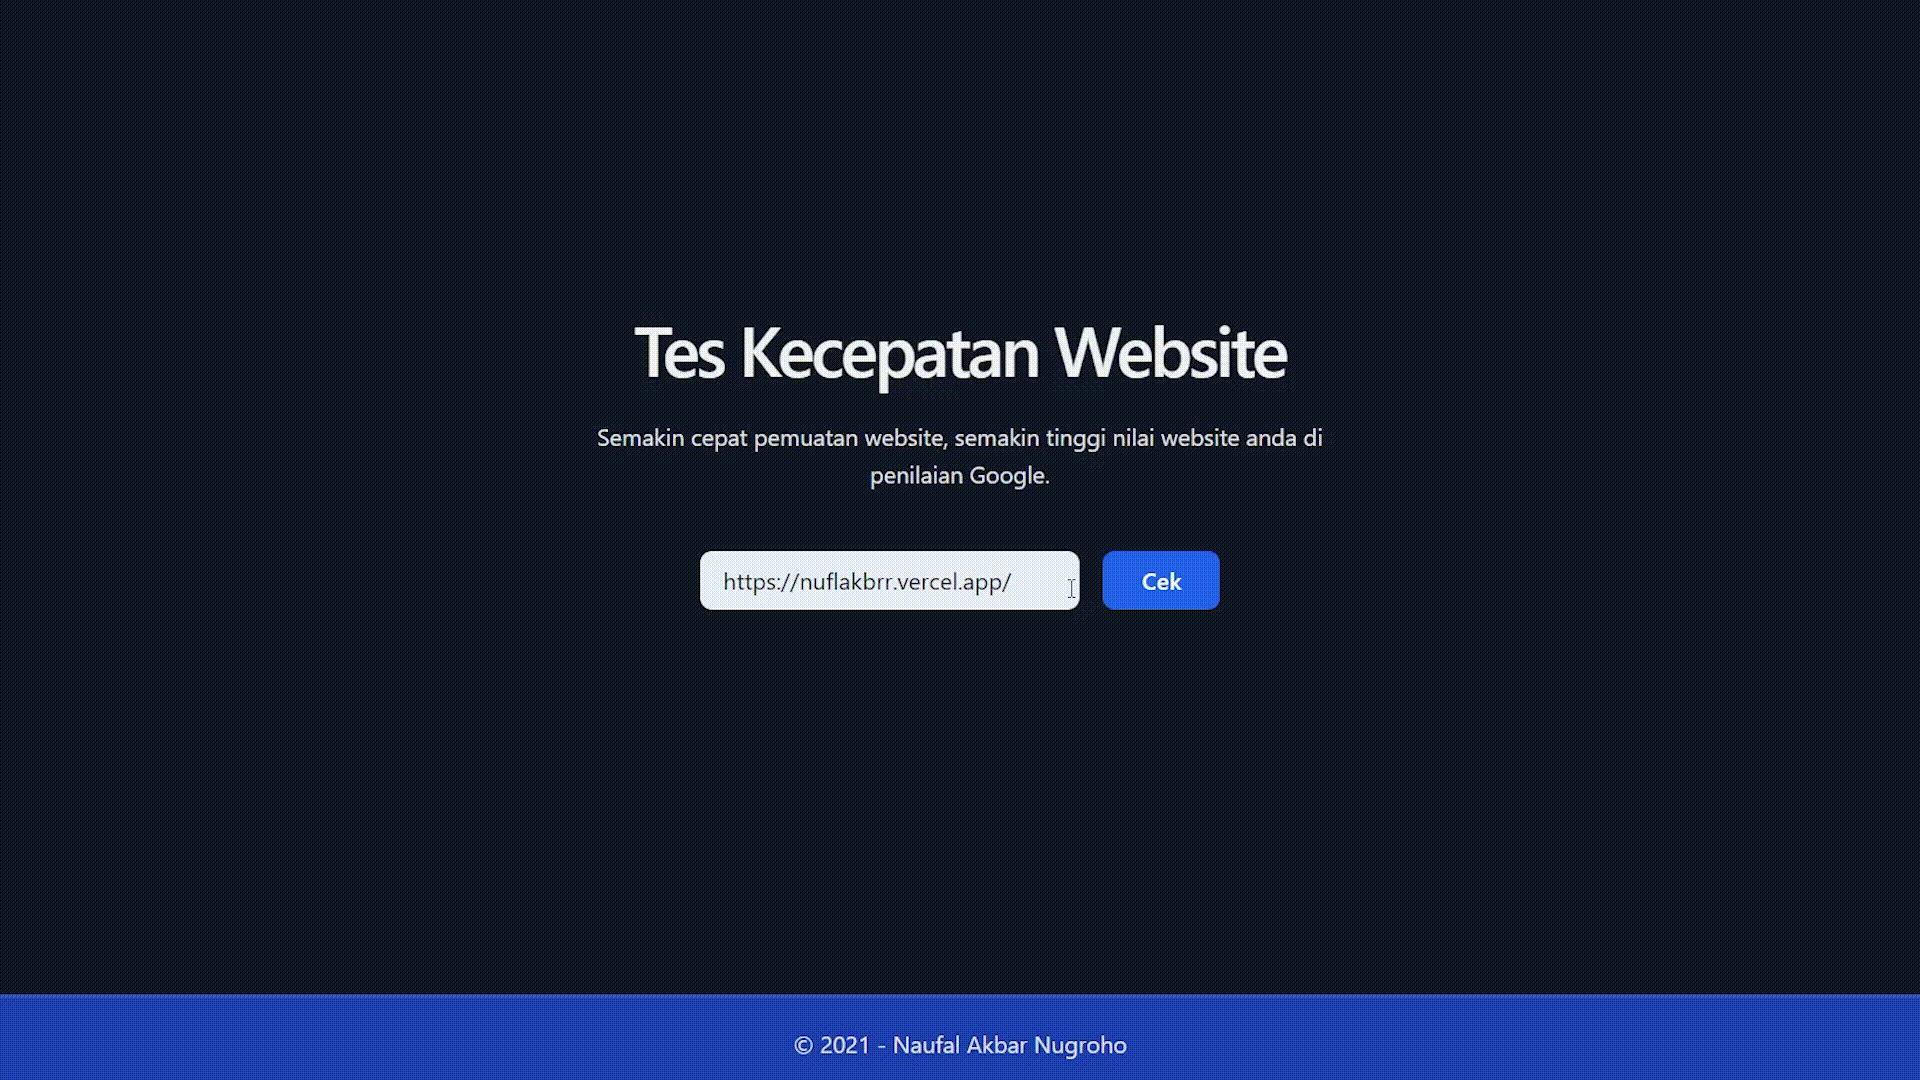 Tes Kecepatan Website
Semakin cepat pemuatan website, semakin tinggi nilai website anda di
penilaian Google.
https://nuflakbrr.vercel.app/
Cek
© 2021 - Naufal Akbar Nugroho